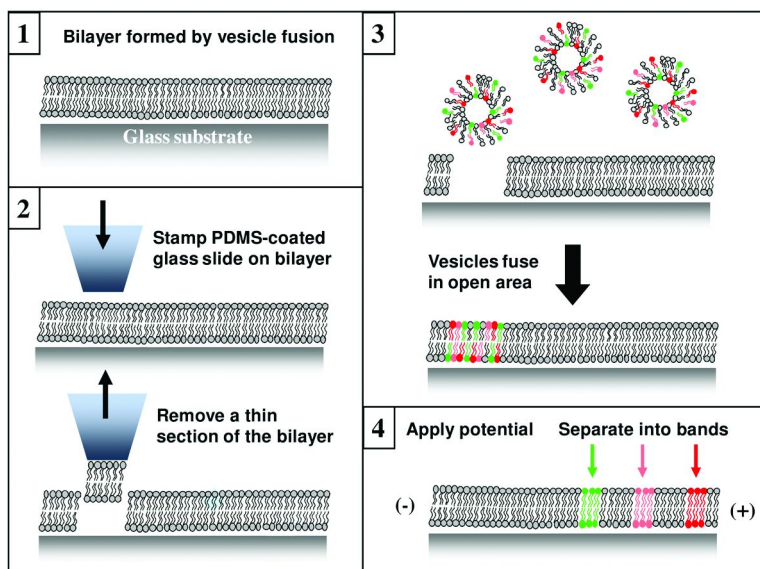 1
Bilayer formed by vesicle fusion
Glass substrate
2
Stamp PDMS-coated
glass slide on bilayer
Remove a thin
section of the bilayer
3
Vesicles fuse
in open area
4
Apply potential Separate into bands
(-) (+)